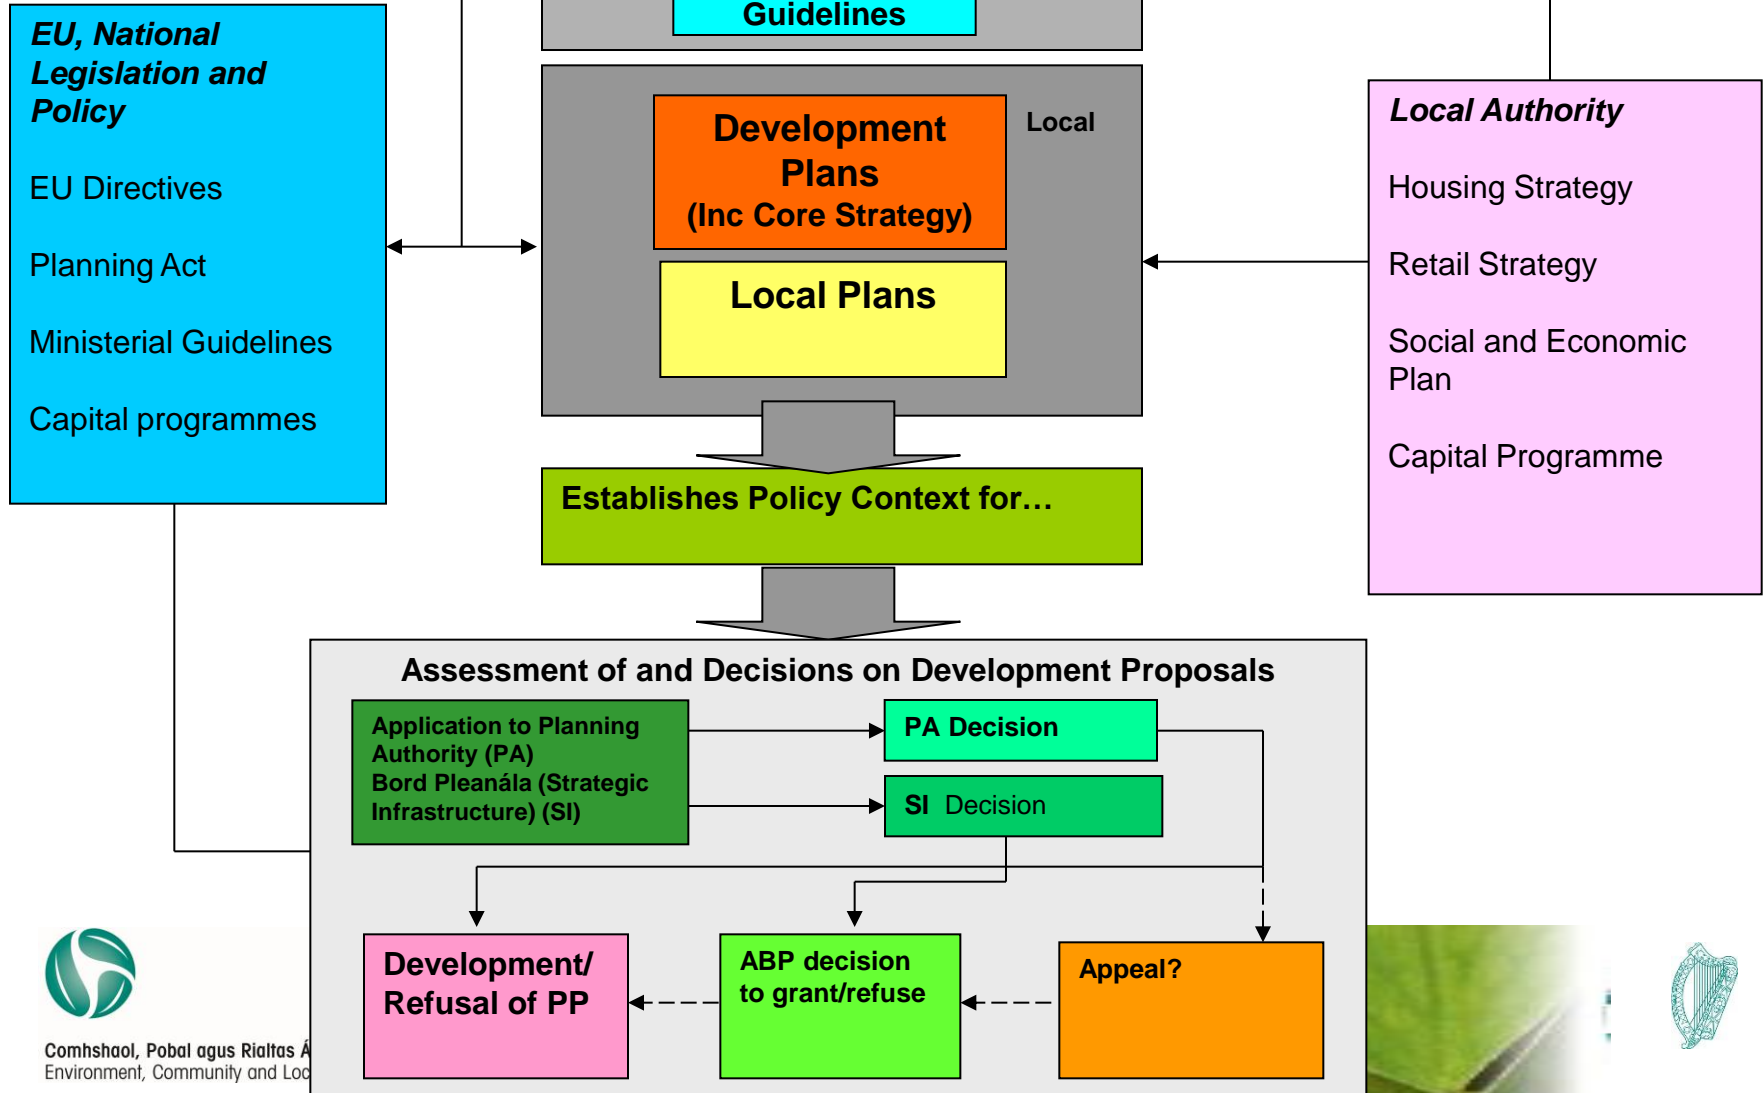 Guidelines
EU, National
Legislation and
Policy
EU Directives
Planning Act
Ministerial Guidelines
Capital programmes
Development
Plans
(Inc Core Strategy)
Local
Local Plans
Local Authority
Housing Strategy
Retail Strategy
Social and Economic
Plan
Capital Programme
Establishes Policy Context for…
Assessment of and Decisions on Development Proposals
Application to Planning
Authority (PA)
Bord Pleanála (Strategic
Infrastructure) (SI)
PA Decision
SI Decision
Development/
Refusal of PP
ABP decision
to grant/refuse
Appeal?
Comhshaol, Pobal agus Rialtas
Environment, Community and